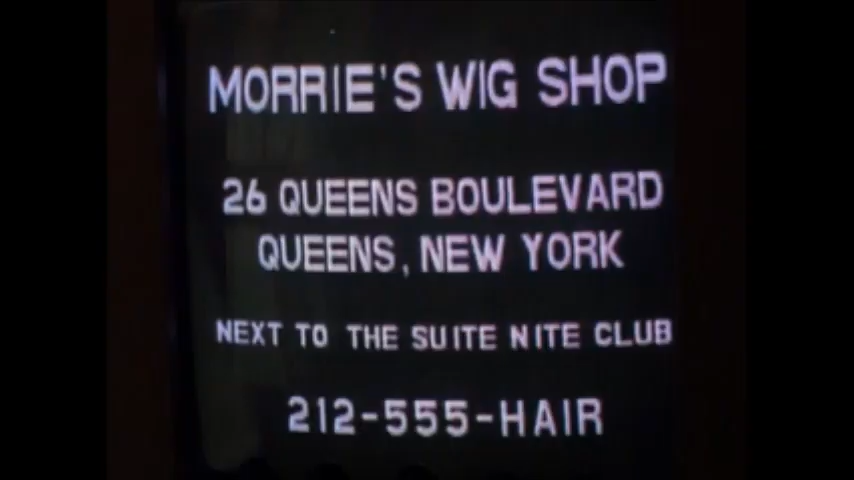 MORRIE'S WIG SHOP
26 QUEENS BOULEVARD
QUEENS, NEW YORK
NEXT TO THE SUITE NITE CLUB
212-555-HAIR